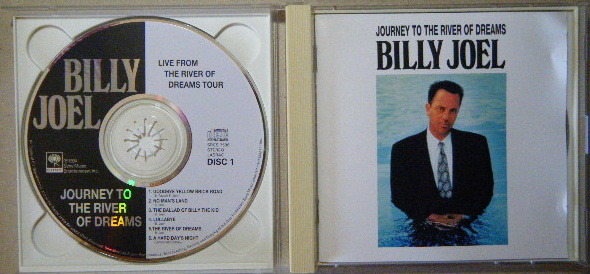 BILLY
JOEL
LIVE FROM
THE RIVER OF
DREAMS TOUR
STEREO
DISC 1
JOURNEY TO
THE RIVER
OF DREAMS
1. GOODBYE YELLOW BRICK ROAD
2. NO MAN'S LAND
3. THE BALLAD OF BILLY THE KID
4. LULLABYE
5. THE RIVER OF DREAMS
6. A HARD DAY'S NIGHT
JOURNEY TO THE RIVER OF DREAMS
BILLY JOEL